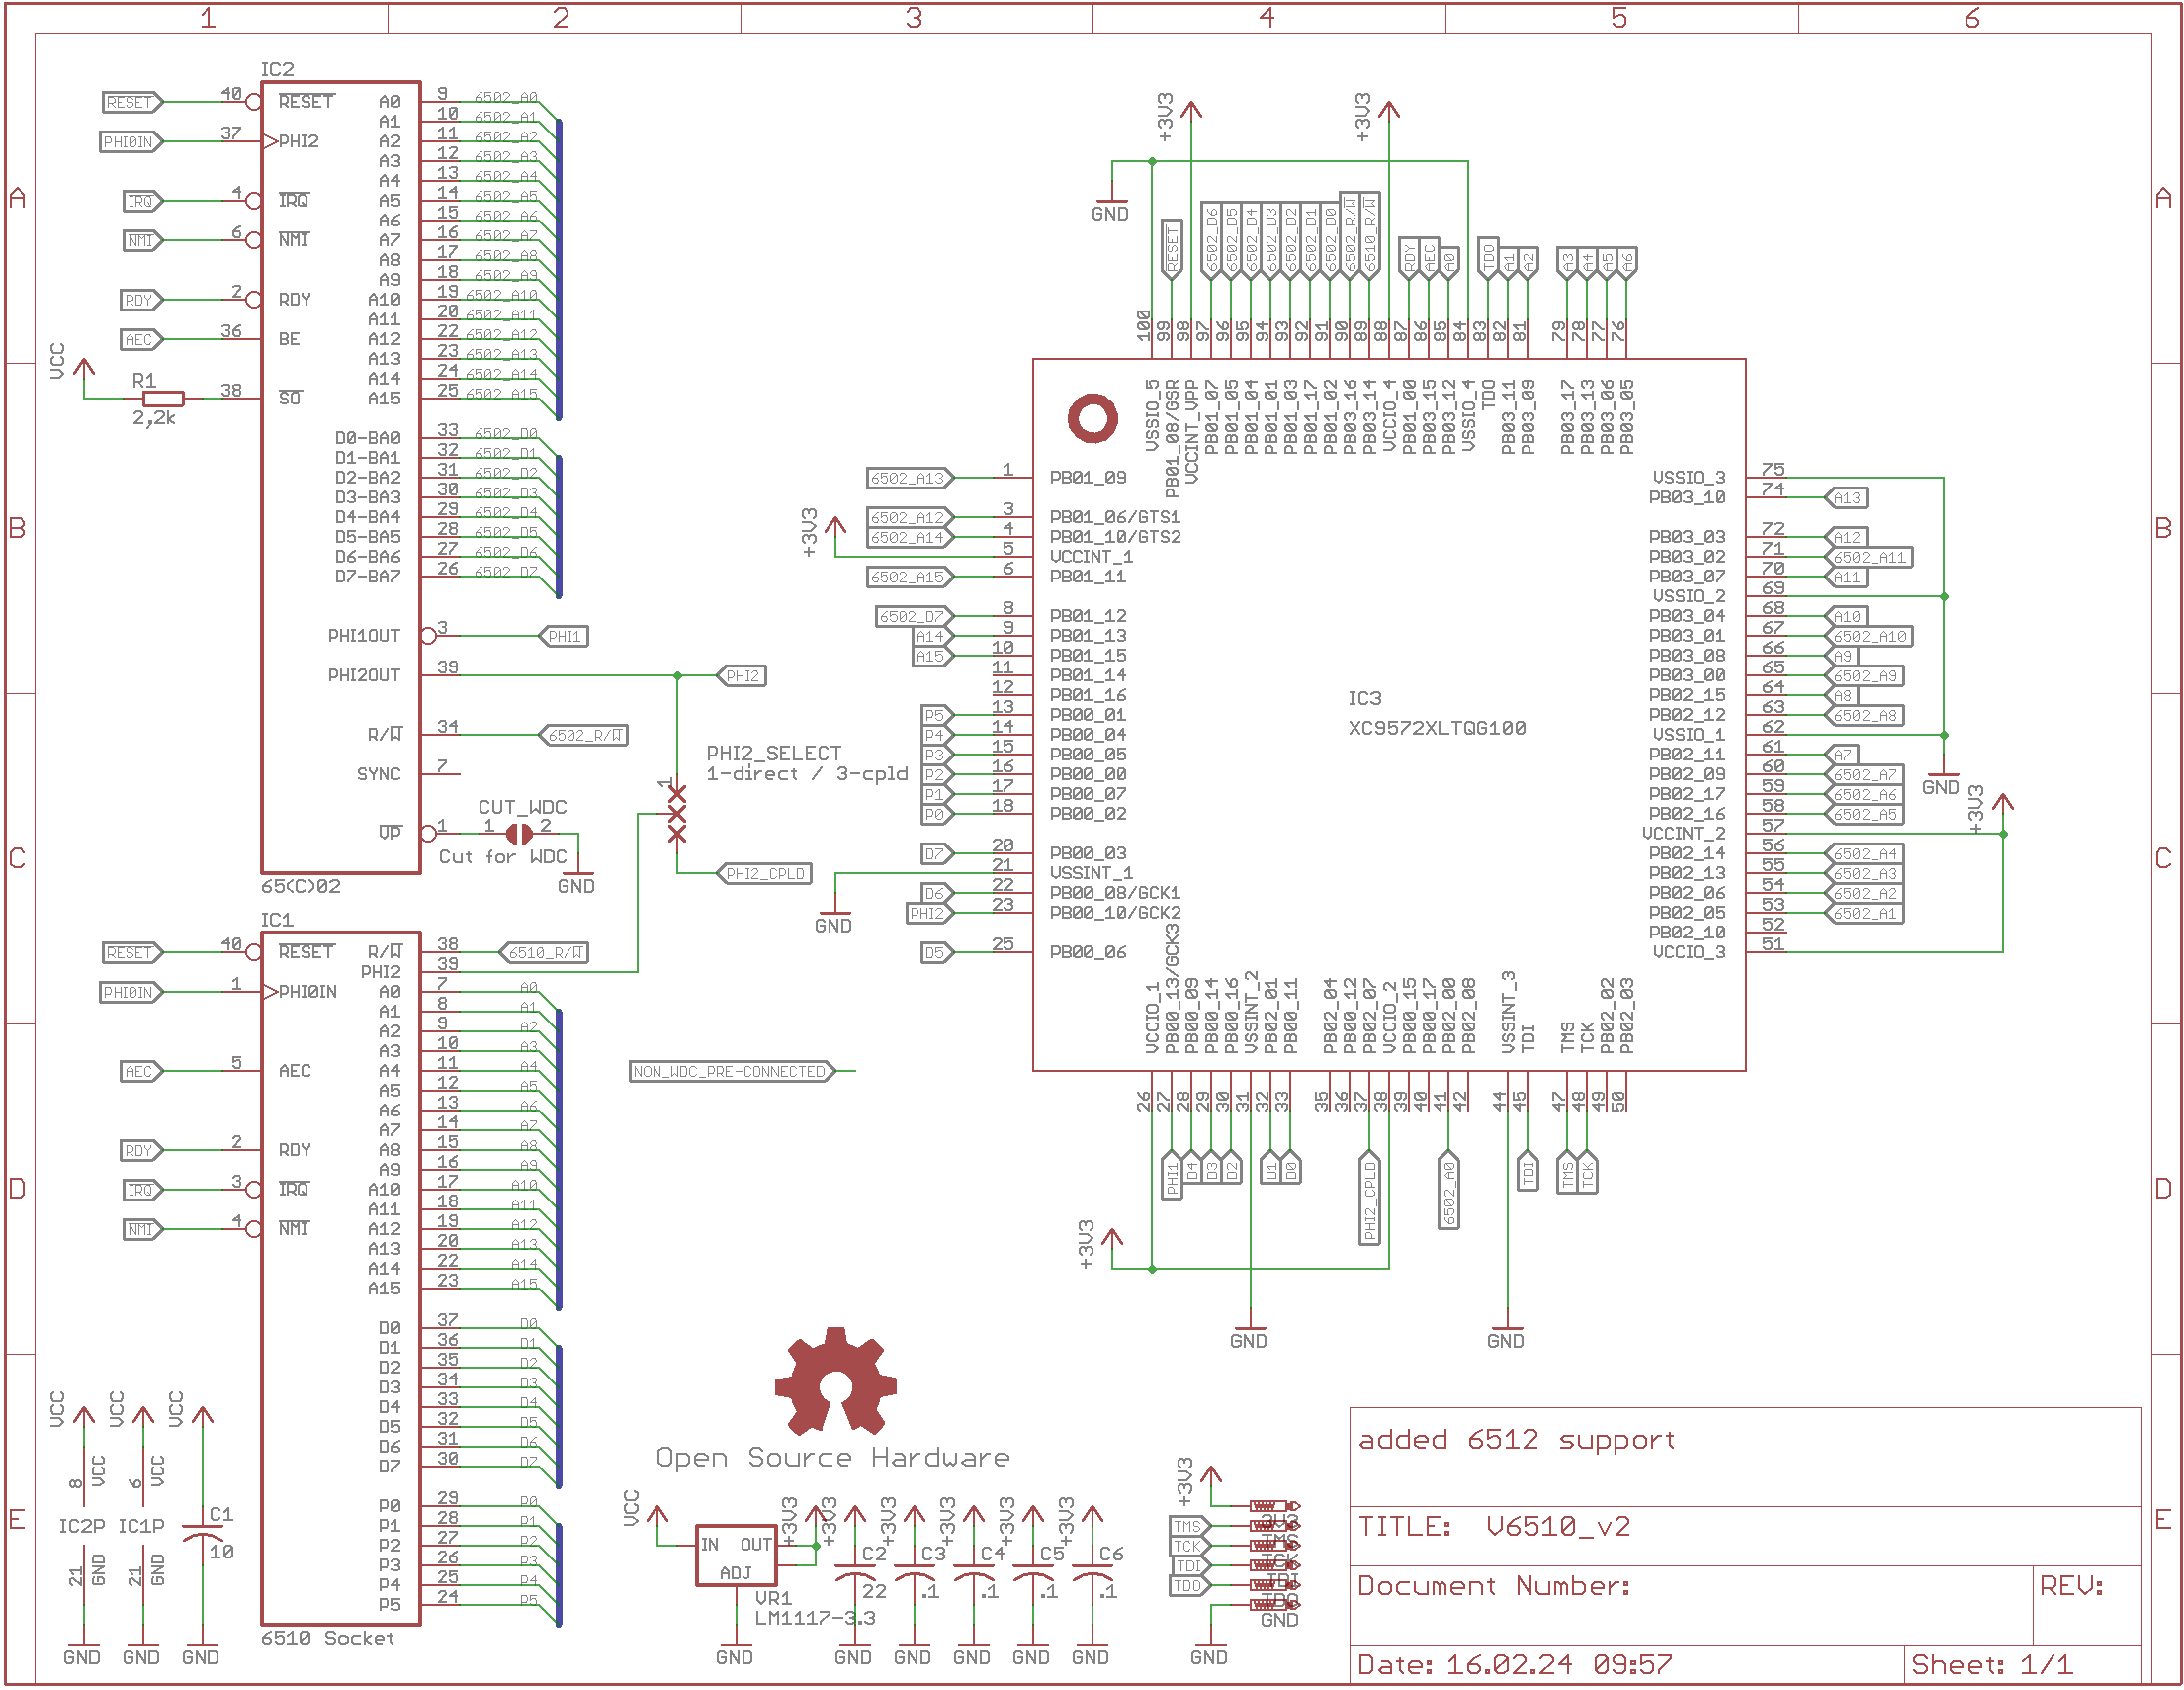 1 2 3 4 5 6
A B C D E
IC2
RESET 40 RESET A0 9 6502_A0
A1 10 6502_A1
PHI0IN 37 PHI2 A2 11 6502_A2
A3 12 6502_A3
A4 13 6502_A4
IRQ 4 IRQ A5 14 6502_A5
A6 15 6502_A6
NMI 6 NMI A7 16 6502_A7
A8 17 6502_A8
A9 18 6502_A9
RDY 2 RDY A10 19 6502_A10
A11 20 6502_A11
AEC 36 BE A12 22 6502_A12
A13 23 6502_A13
VCC
A14 24 6502_A14
R1 2,2k 38 SO A15 25 6502_A15
D0-BA0 33 6502_D0
D1-BA1 32 6502_D1
D2-BA2 31 6502_D2
D3-BA3 30 6502_D3
D4-BA4 29 6502_D4
D5-BA5 28 6502_D5
D6-BA6 27 6502_D6
D7-BA7 26 6502_D7
PHI1OUT 3 PHI1
PHI2OUT 39 PHI2
R/W 34 6502_R/W
SYNC 7
VP 1
CUT_WDC
1 2
Cut for WDC
GND
65(C)02
PHI2_SELECT
1-direct / 3-cpld
1
PHI2_CPLD
IC1
RESET 40 RESET R/W 38 6510_R/W
PHI2 39
PHI0IN 1 PHI0IN A0 7 A0
A1 8 A1
A2 9 A2
A3 10 A3
AEC 5 AEC A4 11 A4
A5 12 A5
A6 13 A6
A7 14 A7
RDY 2 RDY A8 15 A8
A9 16 A9
IRQ 3 IRQ A10 17 A10
A11 18 A11
NMI 4 NMI A12 19 A12
A13 20 A13
A14 22 A14
A15 23 A15
D0 37 D0
D1 36 D1
D2 35 D2
D3 34 D3
D4 33 D4
D5 32 D5
D6 31 D6
D7 30 D7
P0 29 P0
P1 28 P1
P2 27 P2
P3 26 P3
P4 25 P4
P5 24 P5
6510 Socket
NON_WDC_PRE-CONNECTED
VCC VCC VCC
8 VCC 6 VCC
IC2P IC1P C1
10
21 GND 21 GND
GND GND GND
+3V3 +3V3
GND
RESET 6502_D6 6502_D5 6502_D4 6502_D3 6502_D2 6502_D1 6502_D0 6502_R/W 6510_R/W RDY AEC A0 TDO A1 A2 A3 A4 A5 A6
100 99 98 97 96 95 94 93 92 91 90 89 88 87 86 85 84 83 82 81 79 78 77 76
VSSIO_5 PB01_08/GSR VCCINT_VPP PB01_07 PB01_05 PB01_04 PB01_01 PB01_03 PB01_17 PB01_02 PB03_16 PB03_14 VCCIO_4 PB01_00 PB03_15 PB03_12 VSSIO_4 TDO PB03_11 PB03_09 PB03_17 PB03_13 PB03_06 PB03_05
6502_A13 1 PB01_09
6502_A12 3 PB01_06/GTS1
6502_A14 4 PB01_10/GTS2
+3V3 5 VCCINT_1
6502_A15 6 PB01_11
6502_D7 8 PB01_12
A14 9 PB01_13
A15 10 PB01_15
11 PB01_14
12 PB01_16
P5 13 PB00_01
P4 14 PB00_04
P3 15 PB00_05
P2 16 PB00_00
P1 17 PB00_07
P0 18 PB00_02
D7 20 PB00_03
21 VSSINT_1
D6 22 PB00_08/GCK1
PHI2 23 PB00_10/GCK2
GND
D5 25 PB00_06
IC3
XC9572XLTQG100
VSSIO_3 75
PB03_10 74 A13
PB03_03 72 A12
PB03_02 71 6502_A11
PB03_07 70 A11
VSSIO_2 69
PB03_04 68 A10
PB03_01 67 6502_A10
PB03_08 66 A9
PB03_00 65 6502_A9
PB02_15 64 A8
PB02_12 63 6502_A8
VSSIO_1 62
PB02_11 61 A7
PB02_09 60 6502_A7
GND
PB02_17 59 6502_A6
PB02_16 58 6502_A5
+3V3
VCCINT_2 57
PB02_14 56 6502_A4
PB02_13 55 6502_A3
PB02_06 54 6502_A2
PB02_05 53 6502_A1
PB02_10 52
VCCIO_3 51
VCCIO_1 PB00_13/GCK3 PB00_09 PB00_14 PB00_16 VSSINT_2 PB02_01 PB00_11 PB02_04 PB00_12 PB02_07 VCCIO_2 PB00_15 PB00_17 PB02_00 PB02_08 VSSINT_3 TDI TMS TCK PB02_02 PB02_03
26 27 28 29 30 31 32 33 35 36 37 38 39 40 41 42 44 45 47 48 49 50
PHI1 D4 D3 D2 D1 D0 PHI2_CPLD 6502_A0 TDI TMS TCK
+3V3
GND GND
Open Source Hardware
VCC +3V3 +3V3 +3V3 +3V3 +3V3 +3V3
IN OUT
ADJ
VR1
LM1117-3.3
C2 C3 C4 C5 C6
22 .1 .1 .1 .1
GND GND GND GND GND GND
+3V3
3V3
TMS TMS
TCK TCK
TDI TDI
TDO TDO
GND
GND
added 6512 support
TITLE: V6510_v2
Document Number: REV:
Date: 16.02.24 09:57 Sheet: 1/1